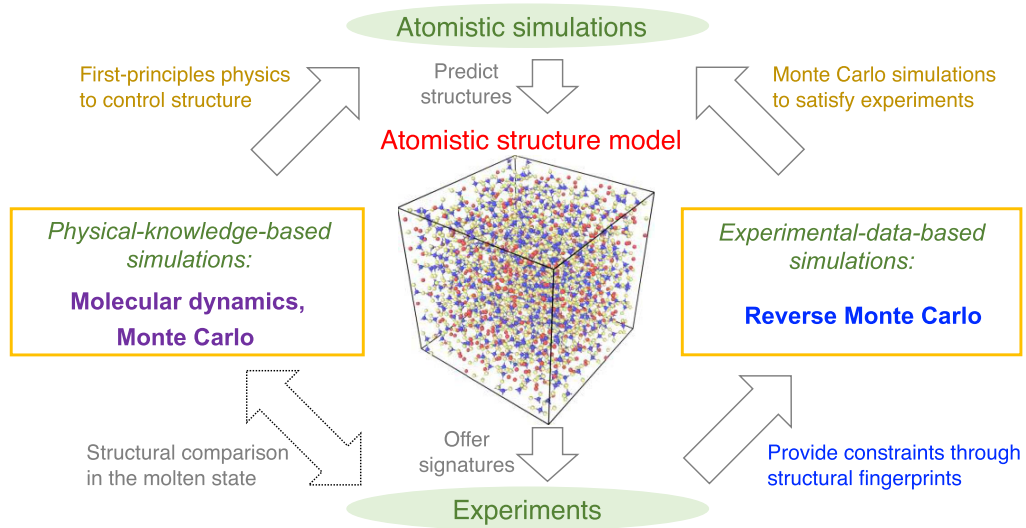 Atomistic simulations
First-principles physics
to control structure
Predict
structures
Monte Carlo simulations
to satisfy experiments
Atomistic structure model
Physical-knowledge-based
simulations:
Molecular dynamics,
Monte Carlo
Experimental-data-based
simulations:
Reverse Monte Carlo
Structural comparison
in the molten state
Offer
signatures
Provide constraints through
structural fingerprints
Experiments